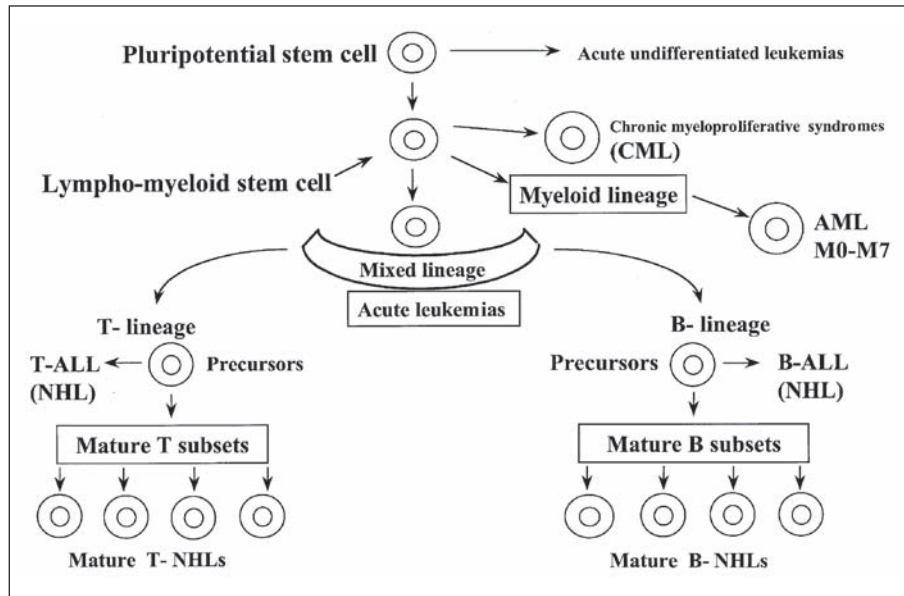 Pluripotential stem cell
Acute undifferentiated leukemias
Chronic myeloproliferative syndromes
(CML)
Lympho-myeloid stem cell
Myeloid lineage
AML
M0-M7
Mixed lineage
Acute leukemias
T- lineage
B- lineage
T-ALL
(NHL)
Precursors
Precursors
B-ALL
(NHL)
Mature T subsets
Mature B subsets
Mature T- NHLs
Mature B- NHLs